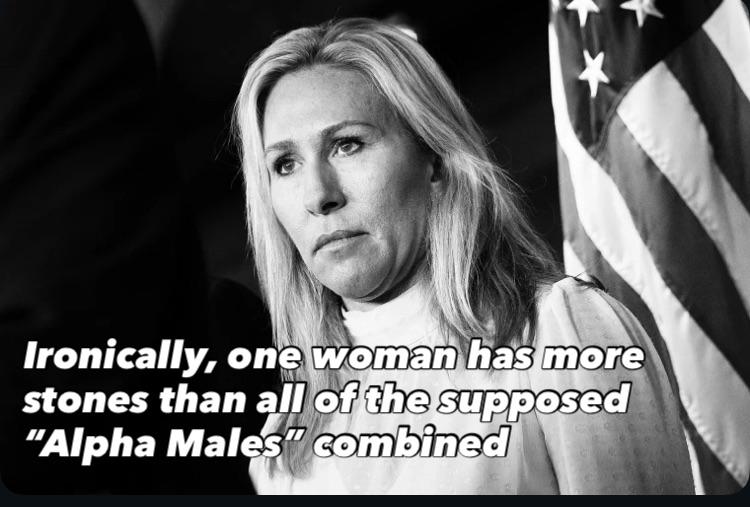 Ironically, one woman has more
stones than all of the supposed
“Alpha Males” combined